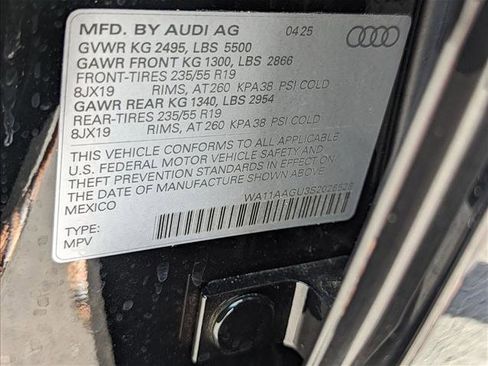 MFD. BY AUDI AG 04.25
GVWR KG 2495, LBS 5500
GAWR FRONT KG 1300, LBS 2866
FRONT-TIRES 235/55 R19
8JX19 RIMS, AT 260 KPA 38 PSI COLD
GAWR REAR KG 1340, LBS 2954
REAR-TIRES 235/55 R19
8JX19 RIMS, AT 260 KPA 38 PSI COLD
THIS VEHICLE CONFORMS TO ALL APPLICABLE
U.S. FEDERAL MOTOR VEHICLE SAFETY AND
THEFT PREVENTION STANDARDS IN EFFECT ON
THE DATE OF MANUFACTURE SHOWN ABOVE.
MEXICO
TYPE:
MPV